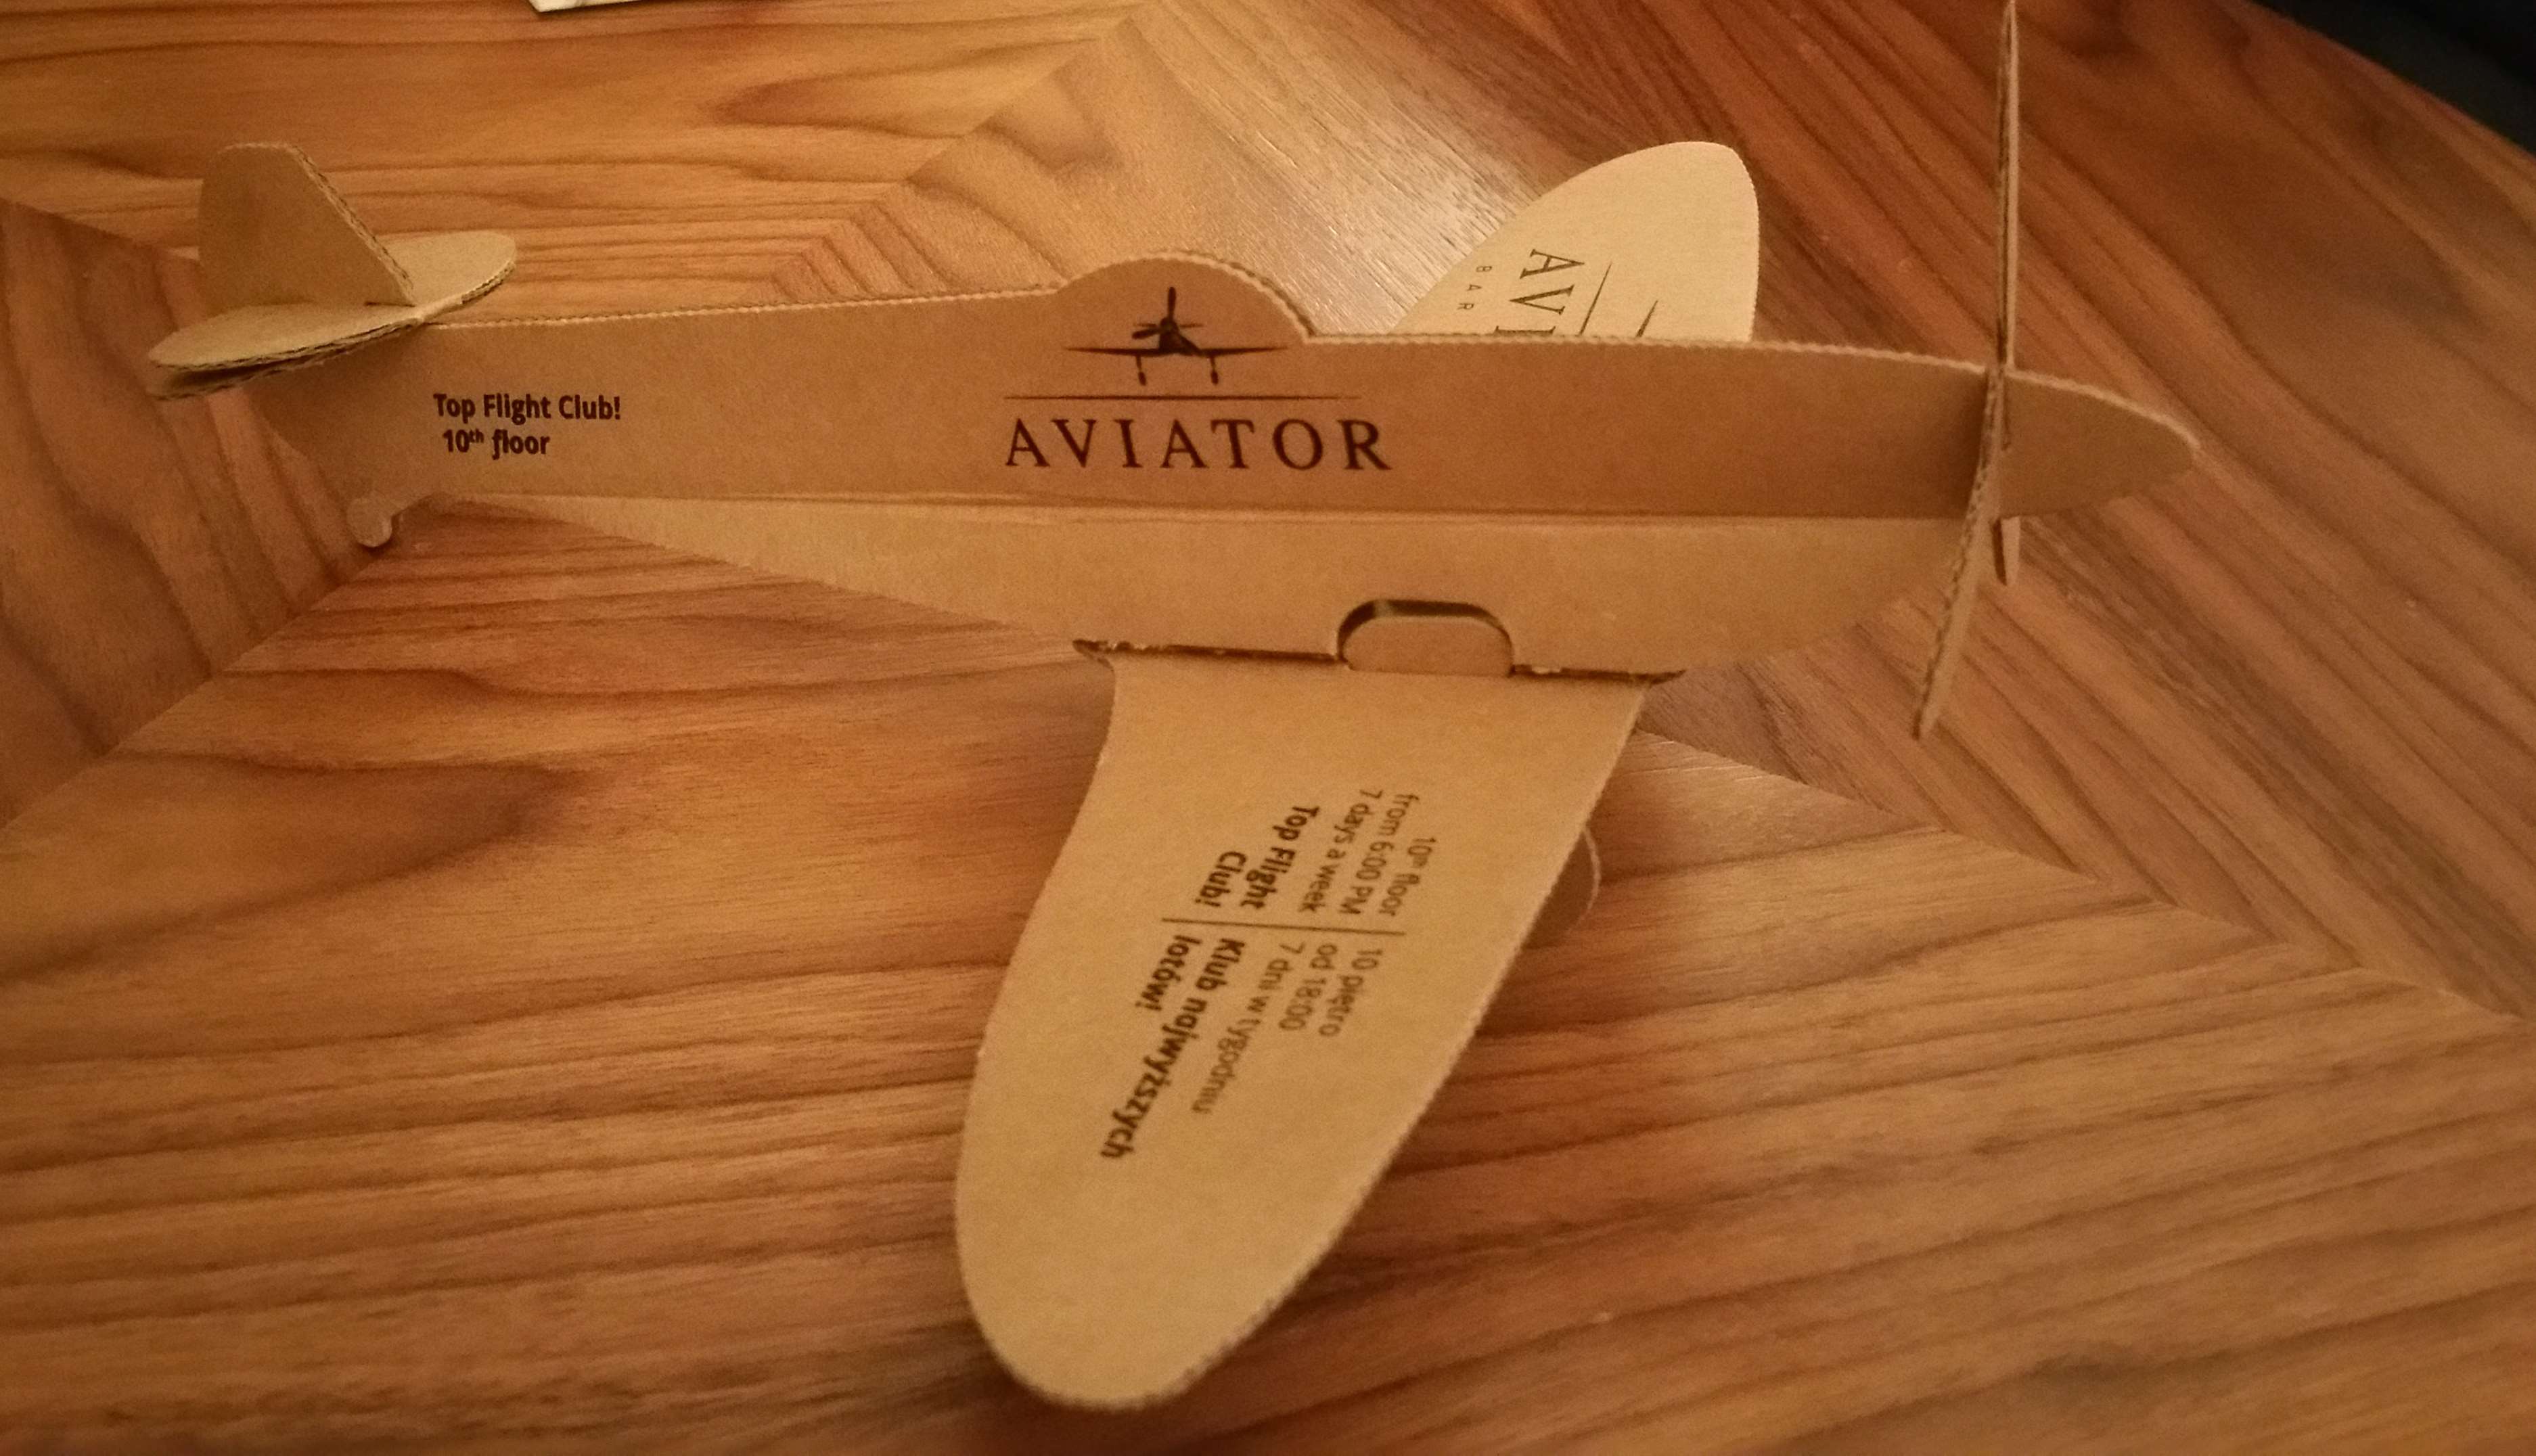 Top Flight Club!
10th floor
AVIATOR
BAR
10th floor
from 6:00 PM
7 days a week
Top Flight
Club!
10 piętro
od 18:00
7 dni w tygodniu
Klub najwyższych
lotów!